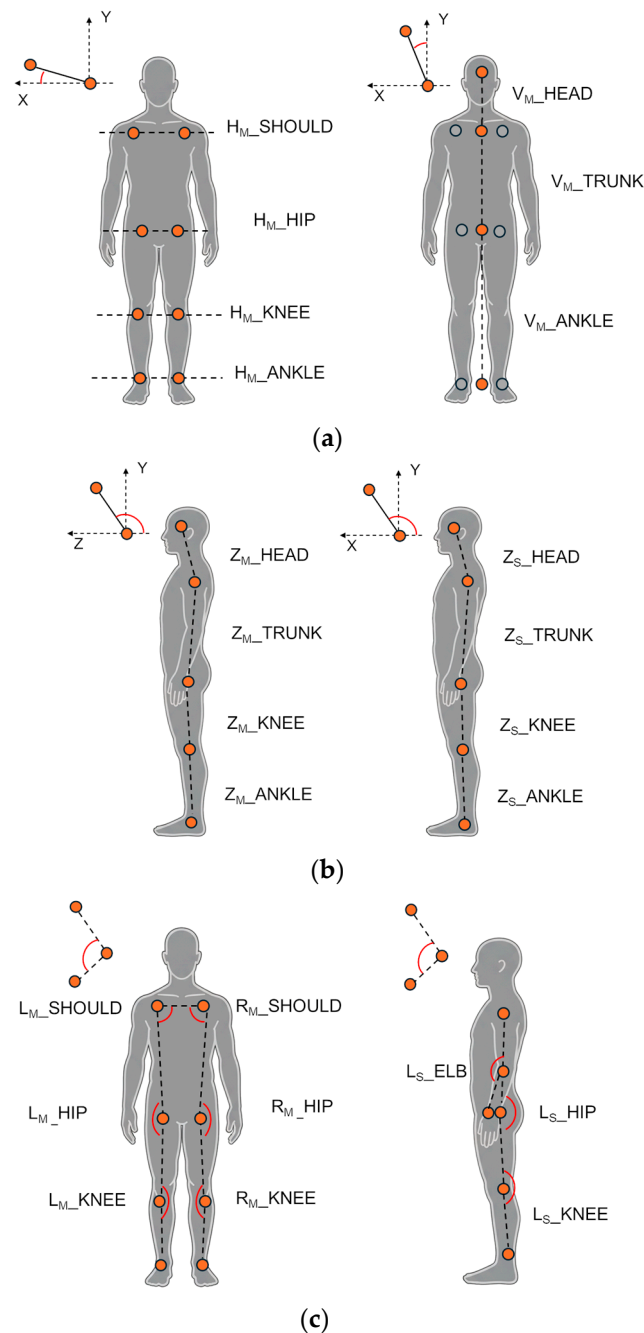 Y
X
H_M_SHOULD
H_M_HIP
H_M_KNEE
H_M_ANKLE
Y
X
V_M_HEAD
V_M_TRUNK
V_M_ANKLE
(a)
Y
Z
Z_M_HEAD
Z_M_TRUNK
Z_M_KNEE
Z_M_ANKLE
Y
X
Z_S_HEAD
Z_S_TRUNK
Z_S_KNEE
Z_S_ANKLE
(b)
L_M_SHOULD R_M_SHOULD
L_M_HIP R_M_HIP
L_M_KNEE R_M_KNEE
L_S_ELB
L_S_HIP
L_S_KNEE
(c)